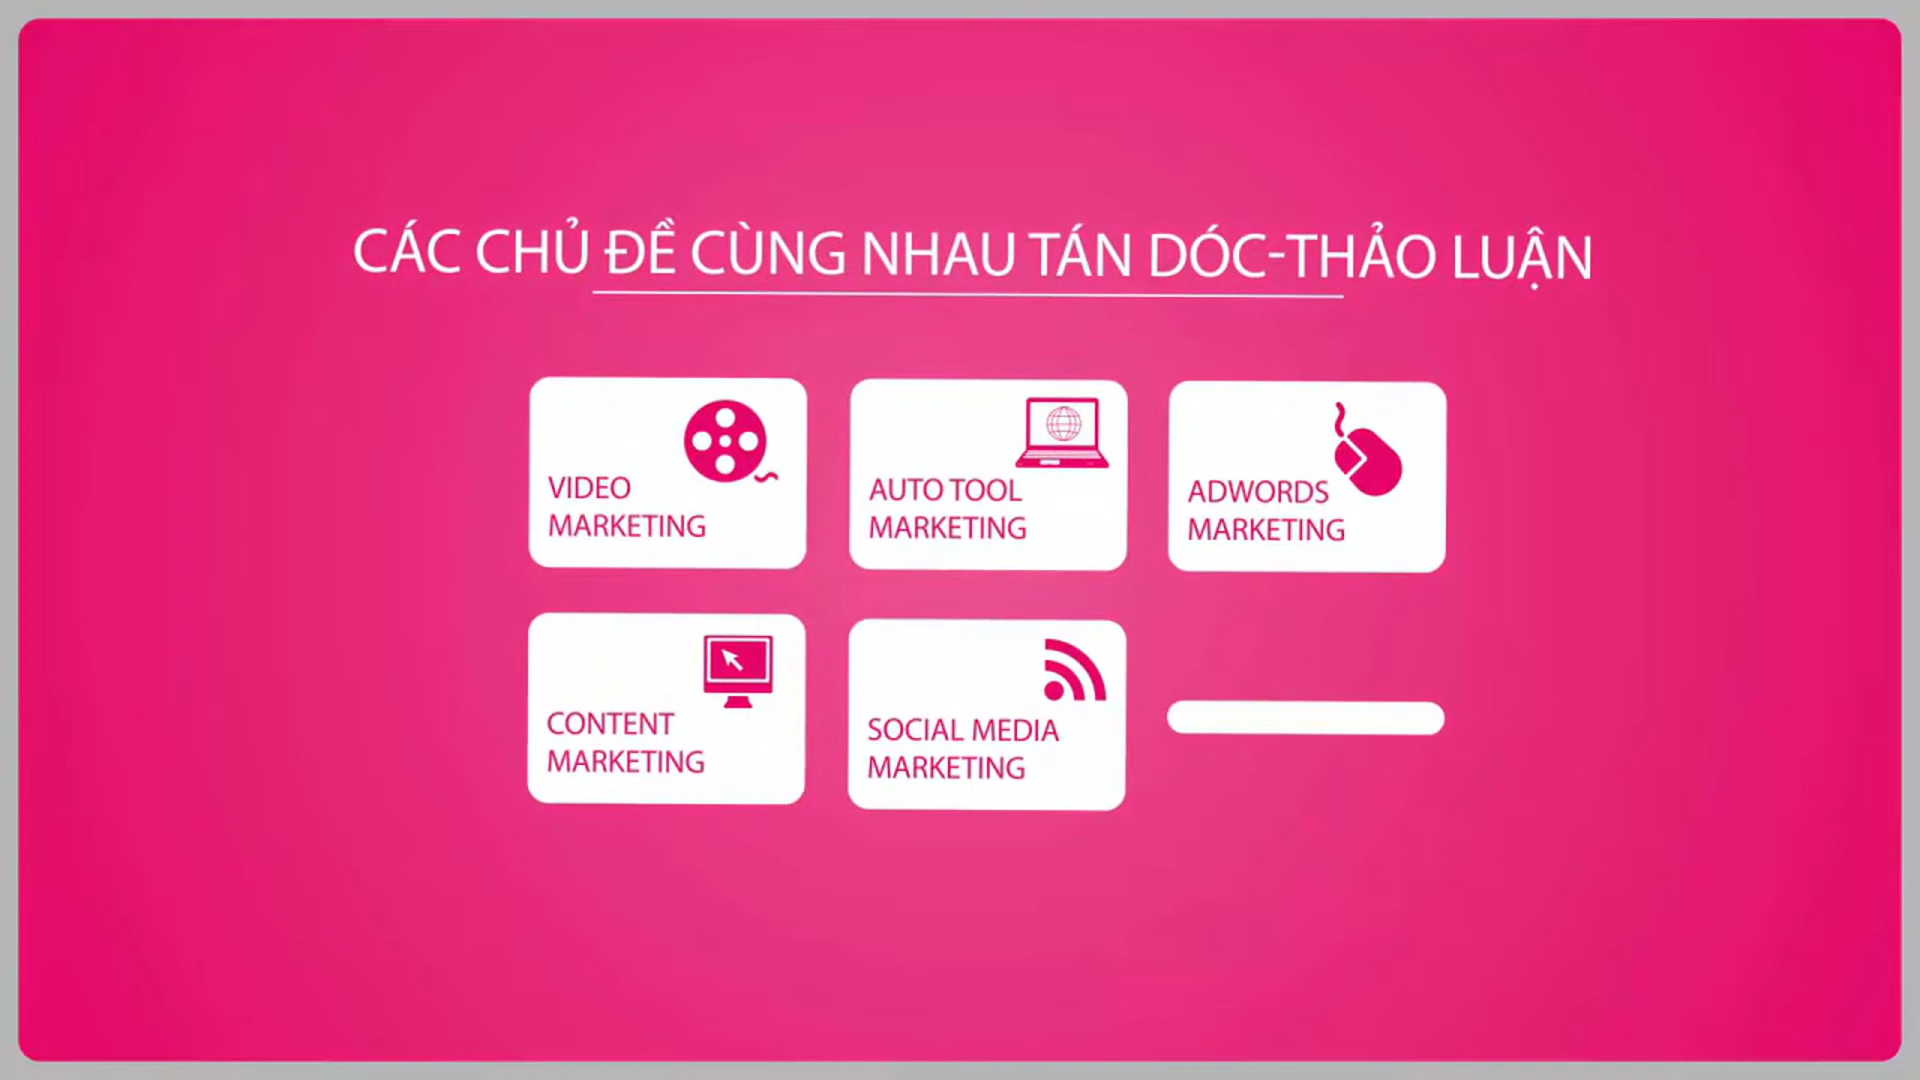 CÁC CHỦ ĐỀ CÙNG NHAU TÁN DÓC-THẢO LUẬN
VIDEO
MARKETING
AUTO TOOL
MARKETING
ADWORDS
MARKETING
CONTENT
MARKETING
SOCIAL MEDIA
MARKETING